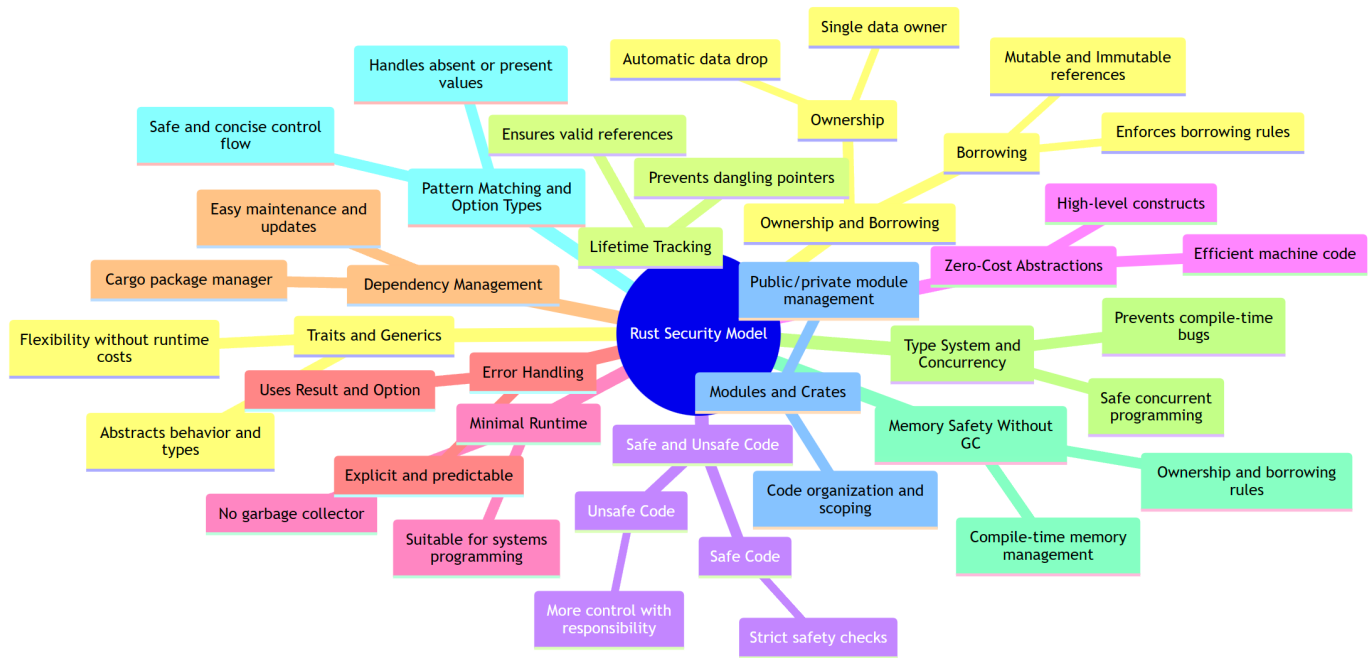 Single data owner
Automatic data drop
Mutable and Immutable
references
Handles absent or present
values
Ownership
Enforces borrowing rules
Safe and concise control
flow
Ensures valid references
Borrowing
Prevents dangling pointers
Pattern Matching and
Option Types
Easy maintenance and
updates
High-level constructs
Ownership and Borrowing
Lifetime Tracking
Efficient machine code
Zero-Cost Abstractions
Cargo package manager
Dependency Management
Public/private module
management
Flexibility without runtime
costs
Traits and Generics
Rust Security Model
Prevents compile-time
bugs
Type System and
Concurrency
Error Handling
Uses Result and Option
Modules and Crates
Safe concurrent
programming
Abstracts behavior and
types
Minimal Runtime
Memory Safety Without
GC
Safe and Unsafe Code
Explicit and predictable
Ownership and borrowing
rules
Code organization and
scoping
No garbage collector
Unsafe Code
Suitable for systems
programming
Compile-time memory
management
Safe Code
More control with
responsibility
Strict safety checks